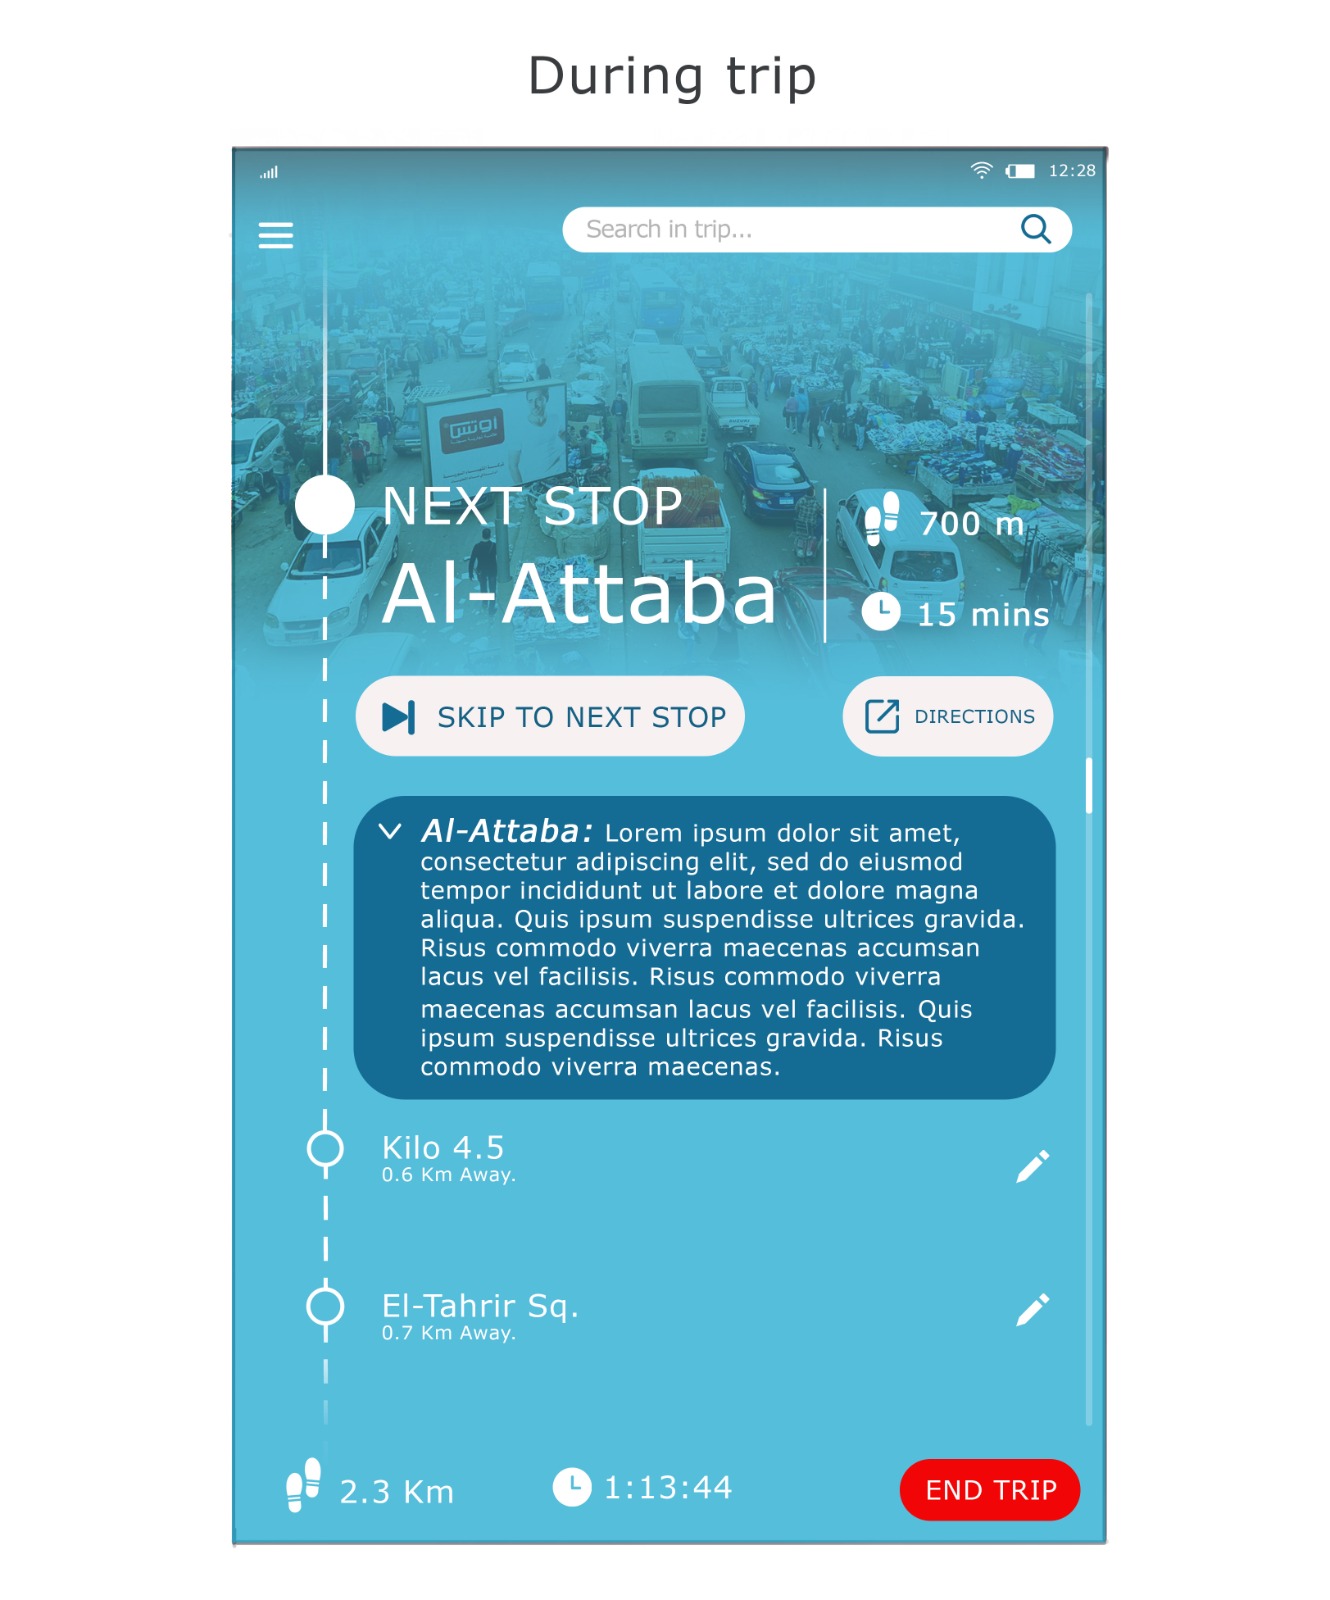 During trip
12:28
Search in trip...
اوتس
NEXT STOP
Al-Attaba
700 m
15 mins
SKIP TO NEXT STOP
DIRECTIONS
Al-Attaba: Lorem ipsum dolor sit amet,
consectetur adipiscing elit, sed do eiusmod
tempor incididunt ut labore et dolore magna
aliqua. Quis ipsum suspendisse ultrices gravida.
Risus commodo viverra maecenas accumsan
lacus vel facilisis. Risus commodo viverra
maecenas accumsan lacus vel facilisis. Quis
ipsum suspendisse ultrices gravida. Risus
commodo viverra maecenas.
Kilo 4.5
0.6 Km Away.
El-Tahrir Sq.
0.7 Km Away.
2.3 Km
1:13:44
END TRIP